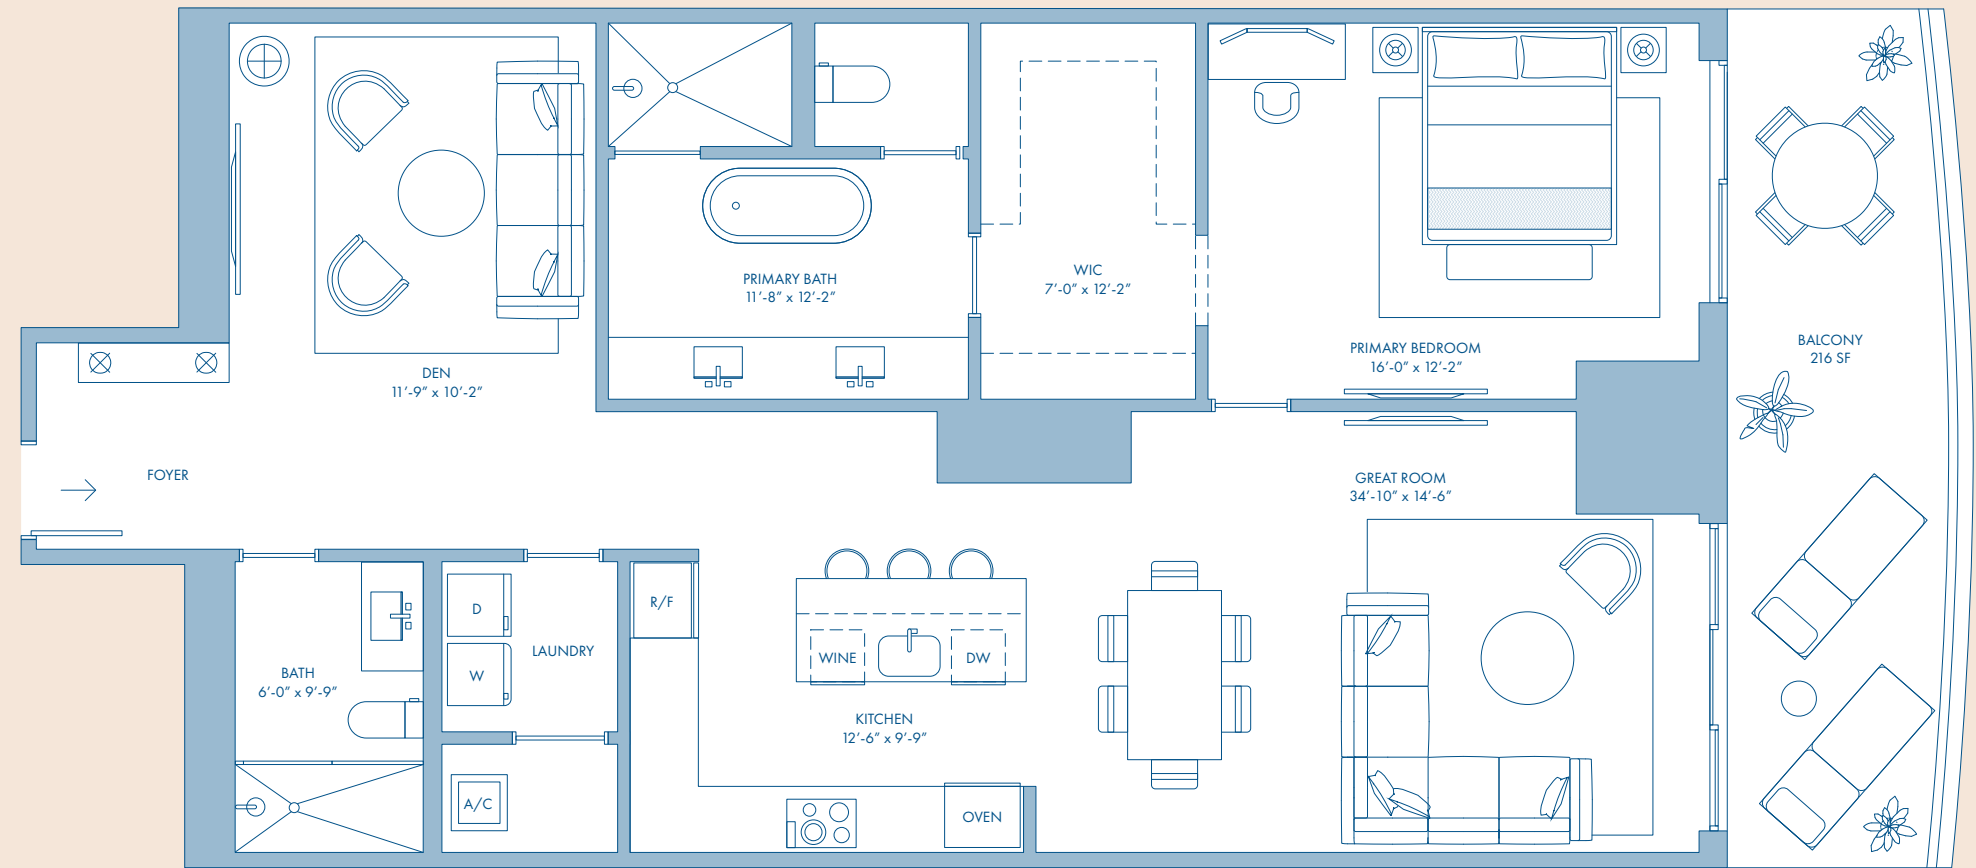 DEN
11'-9" x 10'-2"
PRIMARY BATH
11'-8" x 12'-2"
WIC
7'-0" x 12'-2"
PRIMARY BEDROOM
16'-0" x 12'-2"
BALCONY
216 SF
FOYER
GREAT ROOM
34'-10" x 14'-6"
BATH
6'-0" x 9'-9"
D
W
LAUNDRY
A/C
R/F
WINE
DW
KITCHEN
12'-6" x 9'-9"
OVEN